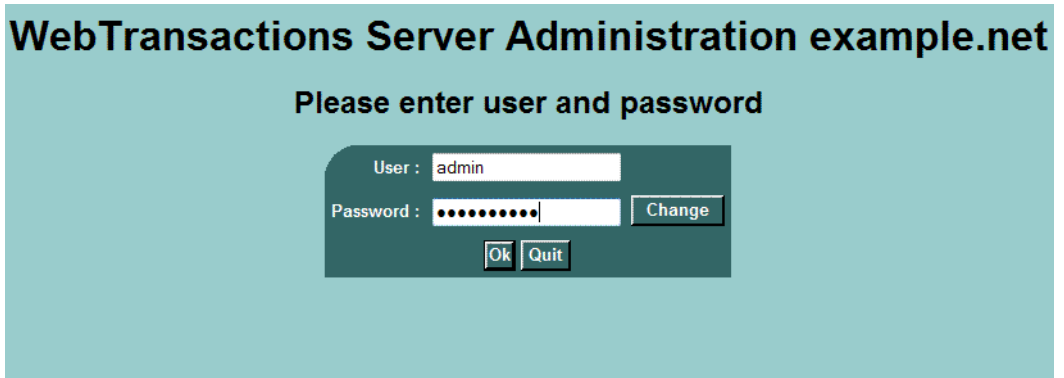 WebTransactions Server Administration example.net
Please enter user and password
User : admin
Password : ●●●●●●●●●● Change
Ok Quit